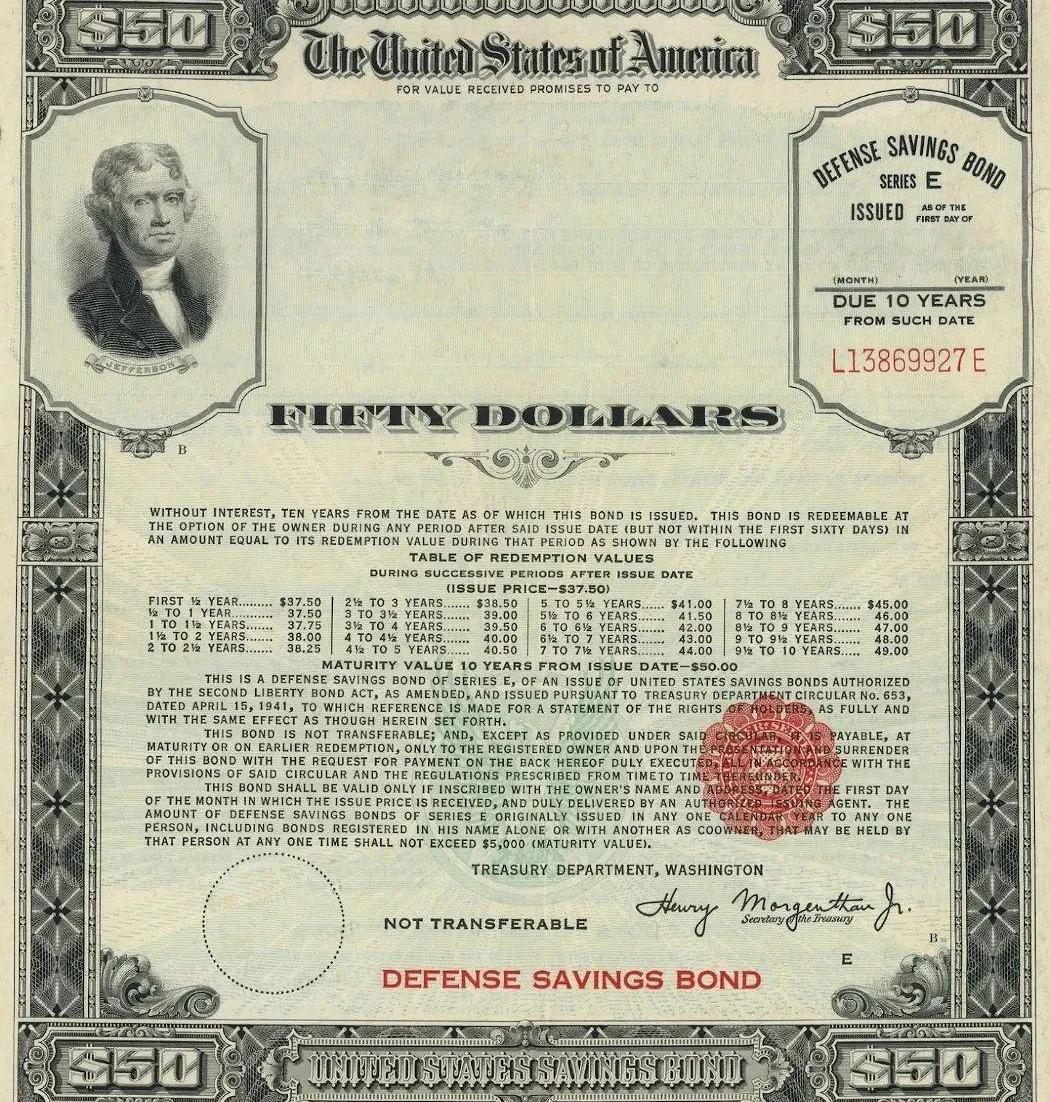 $50
The United States of America
$50
FOR VALUE RECEIVED PROMISES TO PAY TO
JEFFERSON
DEFENSE SAVINGS BOND
SERIES E
ISSUED AS OF THE FIRST DAY OF
(MONTH) (YEAR)
DUE 10 YEARS
FROM SUCH DATE
L13869927E
FIFTY DOLLARS
B
WITHOUT INTEREST, TEN YEARS FROM THE DATE AS OF WHICH THIS BOND IS ISSUED. THIS BOND IS REDEEMABLE AT
THE OPTION OF THE OWNER DURING ANY PERIOD AFTER SAID ISSUE DATE (BUT NOT WITHIN THE FIRST SIXTY DAYS) IN
AN AMOUNT EQUAL TO ITS REDEMPTION VALUE DURING THAT PERIOD AS SHOWN BY THE FOLLOWING
TABLE OF REDEMPTION VALUES
DURING SUCCESSIVE PERIODS AFTER ISSUE DATE
(ISSUE PRICE—$37.50)
FIRST ½ YEAR........ $37.50 2½ TO 3 YEARS...... $38.50 5 TO 5½ YEARS...... $41.00 7½ TO 8 YEARS...... $45.00
½ TO 1 YEAR........ 37.50 3 TO 3½ YEARS...... 39.00 5½ TO 6 YEARS...... 41.50 8 TO 8½ YEARS...... 46.00
1 TO 1½ YEARS...... 37.75 3½ TO 4 YEARS...... 39.50 6 TO 6½ YEARS...... 42.00 8½ TO 9 YEARS...... 47.00
1½ TO 2 YEARS...... 38.00 4 TO 4½ YEARS...... 40.00 6½ TO 7 YEARS...... 43.00 9 TO 9½ YEARS...... 48.00
2 TO 2½ YEARS...... 38.25 4½ TO 5 YEARS...... 40.50 7 TO 7½ YEARS...... 44.00 9½ TO 10 YEARS.... 49.00
MATURITY VALUE 10 YEARS FROM ISSUE DATE—$50.00
THIS IS A DEFENSE SAVINGS BOND OF SERIES E, OF AN ISSUE OF UNITED STATES SAVINGS BONDS AUTHORIZED
BY THE SECOND LIBERTY BOND ACT, AS AMENDED, AND ISSUED PURSUANT TO TREASURY DEPARTMENT CIRCULAR No. 653,
DATED APRIL 15, 1941, TO WHICH REFERENCE IS MADE FOR A STATEMENT OF THE RIGHTS OF HOLDERS, AS FULLY AND
WITH THE SAME EFFECT AS THOUGH HEREIN SET FORTH.
THIS BOND IS NOT TRANSFERABLE; AND, EXCEPT AS PROVIDED UNDER SAID CIRCULAR, IT IS PAYABLE, AT
MATURITY OR ON EARLIER REDEMPTION, ONLY TO THE REGISTERED OWNER AND UPON THE PRESENTATION AND SURRENDER
OF THIS BOND WITH THE REQUEST FOR PAYMENT ON THE BACK HEREOF DULY EXECUTED, ALL IN ACCORDANCE WITH THE
PROVISIONS OF SAID CIRCULAR AND THE REGULATIONS PRESCRIBED FROM TIME TO TIME THEREUNDER.
THIS BOND SHALL BE VALID ONLY IF INSCRIBED WITH THE OWNER'S NAME AND ADDRESS, DATED THE FIRST DAY
OF THE MONTH IN WHICH THE ISSUE PRICE IS RECEIVED, AND DULY DELIVERED BY AN AUTHORIZED ISSUING AGENT. THE
AMOUNT OF DEFENSE SAVINGS BONDS OF SERIES E ORIGINALLY ISSUED IN ANY ONE CALENDAR YEAR TO ANY ONE
PERSON, INCLUDING BONDS REGISTERED IN HIS NAME ALONE OR WITH ANOTHER AS COOWNER, THAT MAY BE HELD BY
THAT PERSON AT ANY ONE TIME SHALL NOT EXCEED $5,000 (MATURITY VALUE).
TREASURY DEPARTMENT, WASHINGTON
Henry Morgenthau Jr.
Secretary of the Treasury
NOT TRANSFERABLE
B
E
DEFENSE SAVINGS BOND
$50
UNITED STATES SAVINGS BOND
$50